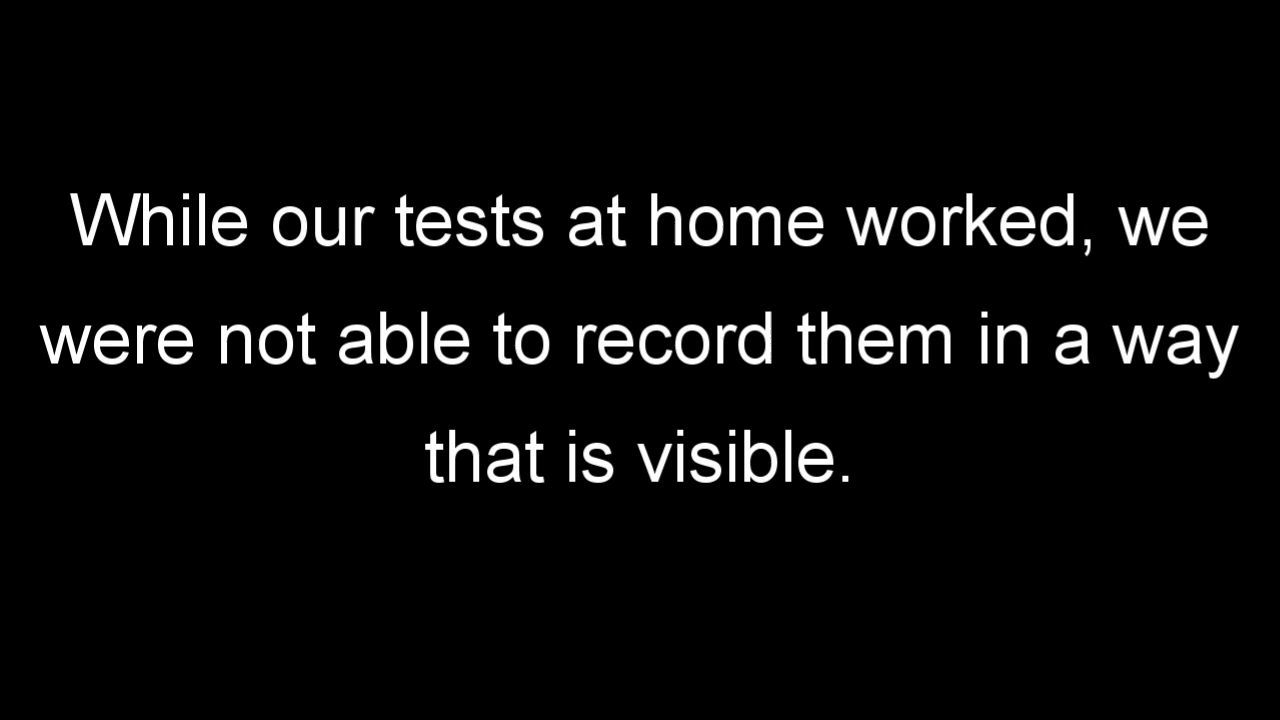 While our tests at home worked, we
were not able to record them in a way
that is visible.